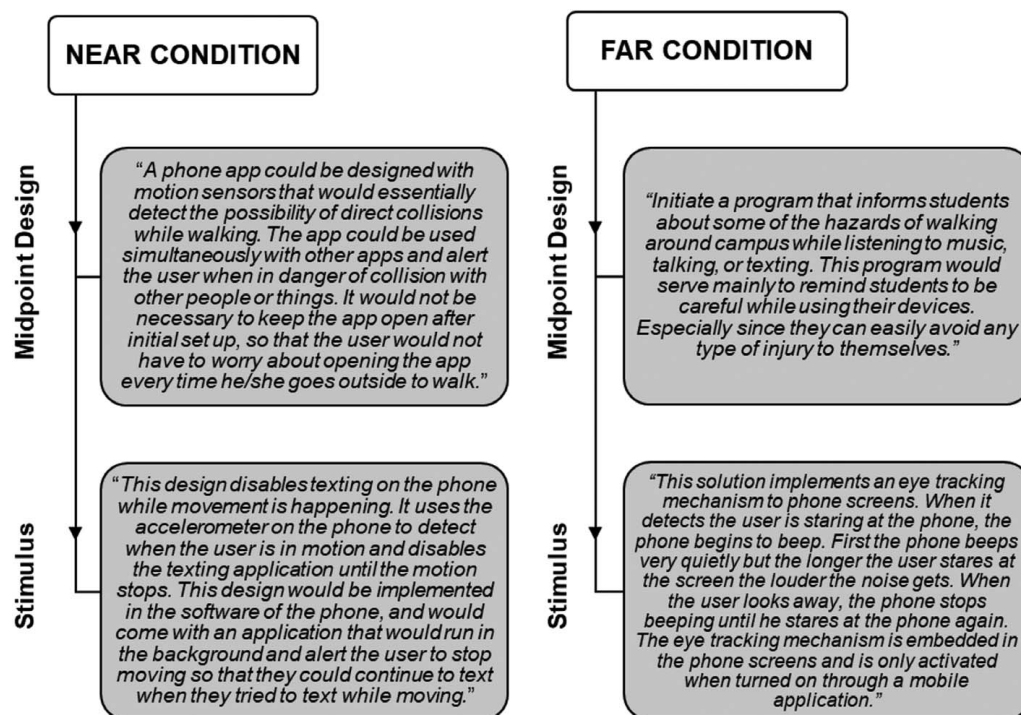 NEAR CONDITION
Midpoint Design
“A phone app could be designed with
motion sensors that would essentially
detect the possibility of direct collisions
while walking. The app could be used
simultaneously with other apps and alert
the user when in danger of collision with
other people or things. It would not be
necessary to keep the app open after
initial set up, so that the user would not
have to worry about opening the app
every time he/she goes outside to walk.”
Stimulus
“This design disables texting on the phone
while movement is happening. It uses the
accelerometer on the phone to detect
when the user is in motion and disables
the texting application until the motion
stops. This design would be implemented
in the software of the phone, and would
come with an application that would run in
the background and alert the user to stop
moving so that they could continue to text
when they tried to text while moving.”
FAR CONDITION
Midpoint Design
“Initiate a program that informs students
about some of the hazards of walking
around campus while listening to music,
talking, or texting. This program would
serve mainly to remind students to be
careful while using their devices.
Especially since they can easily avoid any
type of injury to themselves.”
Stimulus
“This solution implements an eye tracking
mechanism to phone screens. When it
detects the user is staring at the phone, the
phone begins to beep. First the phone beeps
very quietly but the longer the user stares at
the screen the louder the noise gets. When
the user looks away, the phone stops
beeping until he stares at the phone again.
The eye tracking mechanism is embedded in
the phone screens and is only activated
when turned on through a mobile
application.”